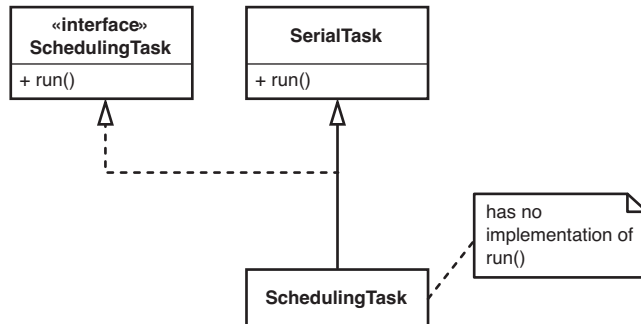 «interface»
SchedulingTask
+ run()
SerialTask
+ run()
has no
implementation of
run()
SchedulingTask